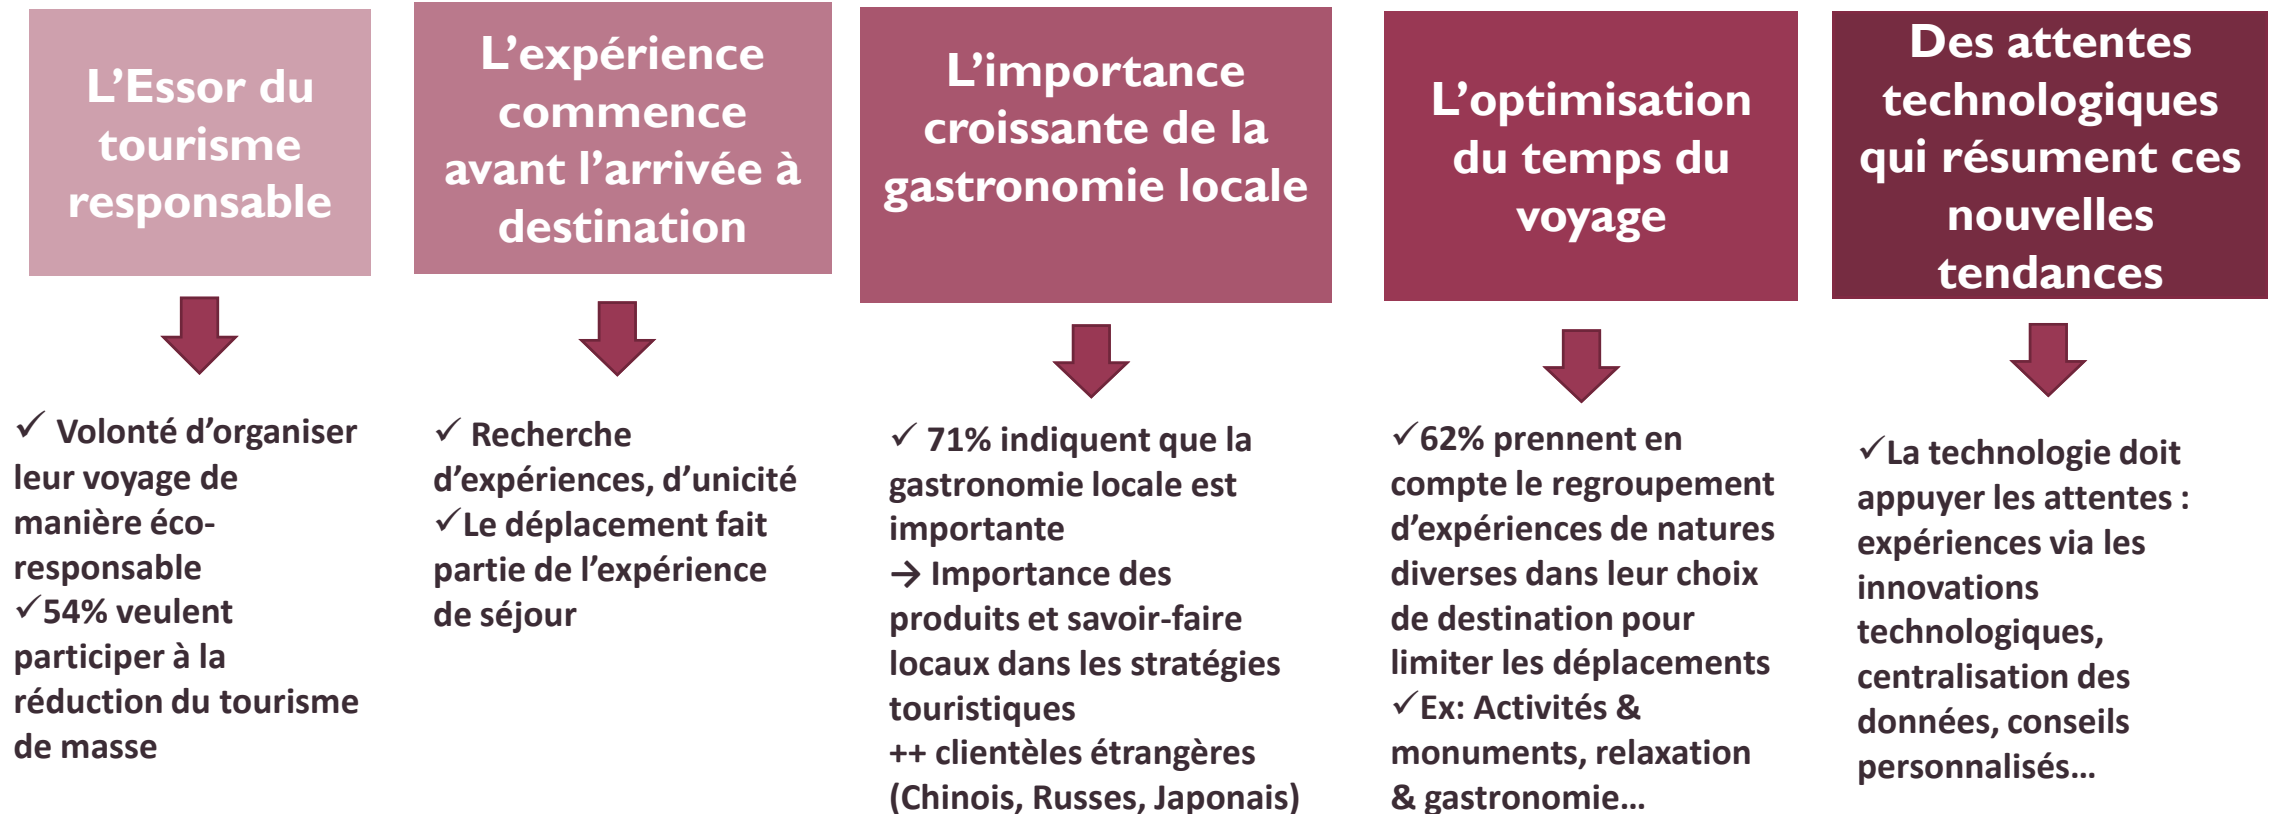 L’Essor du
tourisme
responsable
✓ Volonté d’organiser
leur voyage de
manière éco-
responsable
✓54% veulent
participer à la
réduction du tourisme
de masse
L’expérience
commence
avant l’arrivée à
destination
✓ Recherche
d’expériences, d’unicité
✓Le déplacement fait
partie de l’expérience
de séjour
L’importance
croissante de la
gastronomie locale
✓ 71% indiquent que la
gastronomie locale est
importante
→ Importance des
produits et savoir-faire
locaux dans les stratégies
touristiques
++ clientèles étrangères
(Chinois, Russes, Japonais)
L’optimisation
du temps du
voyage
✓62% prennent en
compte le regroupement
d’expériences de natures
diverses dans leur choix
de destination pour
limiter les déplacements
✓Ex: Activités &
monuments, relaxation
& gastronomie…
Des attentes
technologiques
qui résument ces
nouvelles
tendances
✓La technologie doit
appuyer les attentes :
expériences via les
innovations
technologiques,
centralisation des
données, conseils
personnalisés…